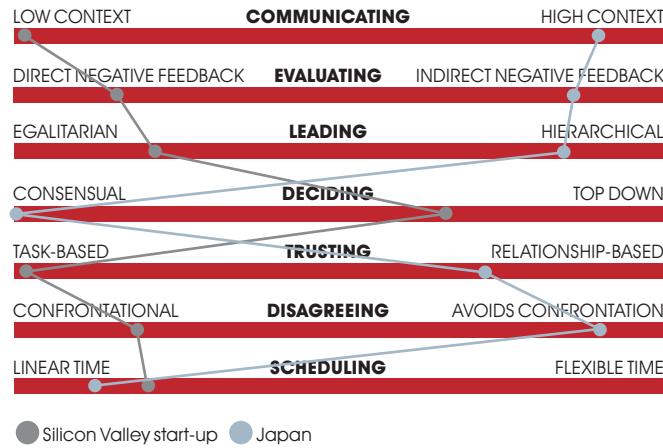 LOW CONTEXT COMMUNICATING HIGH CONTEXT
DIRECT NEGATIVE FEEDBACK EVALUATING INDIRECT NEGATIVE FEEDBACK
EGALITARIAN LEADING HIERARCHICAL
CONSENSUAL DECIDING TOP DOWN
TASK-BASED TRUSTING RELATIONSHIP-BASED
CONFRONTATIONAL DISAGREEING AVOIDS CONFRONTATION
LINEAR TIME SCHEDULING FLEXIBLE TIME
Silicon Valley start-up Japan